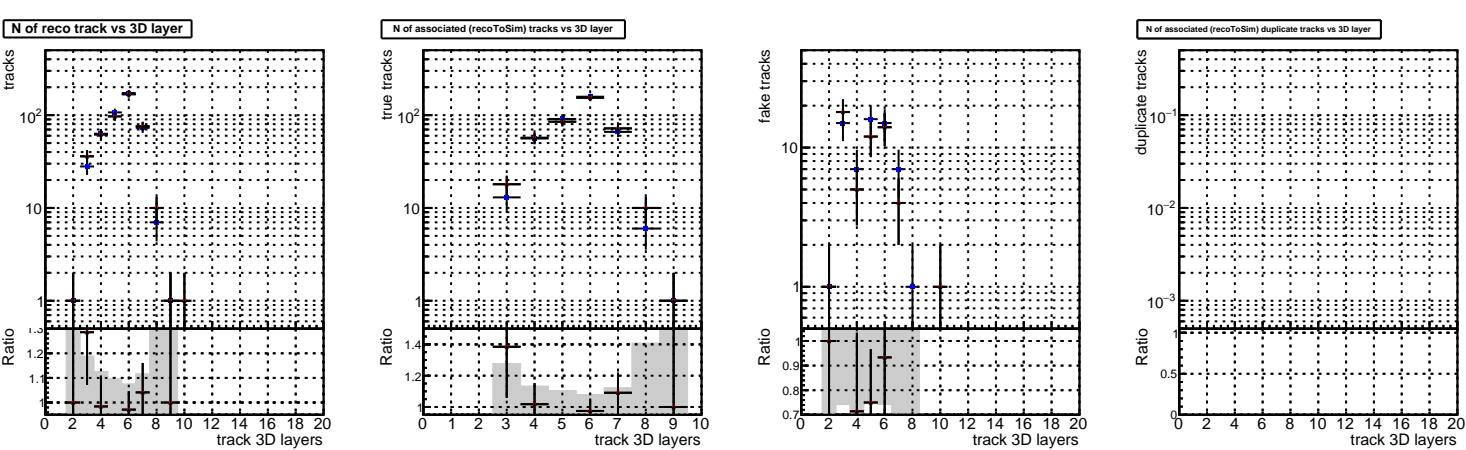 N of reco track vs 3D layer
tracks
10²
10
1
Ratio
1.3
1.2
1.1
1
0 2 4 6 8 10 12 14 16 18 20
track 3D layers
N of associated (recoToSim) tracks vs 3D layer
true tracks
10²
10
1
Ratio
1.4
1.2
1
0 1 2 3 4 5 6 7 8 9 10
track 3D layers
fake tracks
10
1
Ratio
1
0.9
0.8
0.7
0 2 4 6 8 10 12 14 16 18 20
track 3D layers
N of associated (recoToSim) duplicate tracks vs 3D layer
duplicate tracks
10⁻¹
10⁻²
10⁻³
Ratio
1
0.5
0
0 2 4 6 8 10 12 14 16 18 20
track 3D layers